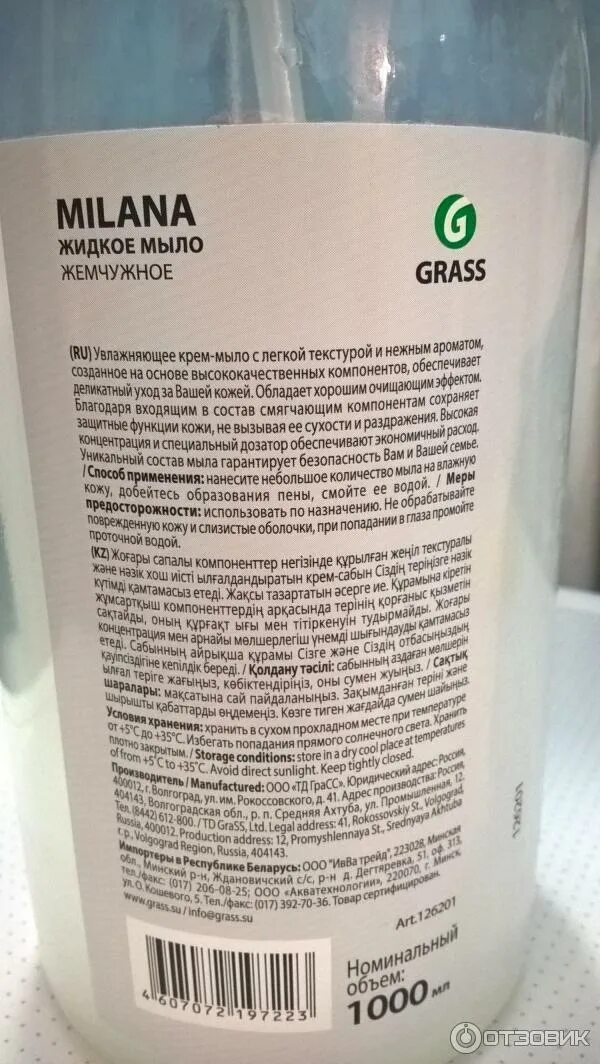 MILANA
ЖИДКОЕ МЫЛО
ЖЕМЧУЖНОЕ
GRASS
(RU) Увлажняющее крем-мыло с легкой текстурой и нежным ароматом,
созданное на основе высококачественных компонентов, обеспечивает
деликатный уход за Вашей кожей. Обладает хорошим очищающим эффектом.
Благодаря входящим в состав смягчающим компонентам сохраняет
защитные функции кожи, не вызывая ее сухости и раздражения. Высокая
концентрация и специальный дозатор обеспечивают экономичный расход.
Уникальный состав мыла гарантирует безопасность Вам и Вашей семье.
/ Способ применения: нанесите небольшое количество мыла на влажную
кожу, добейтесь образования пены, смойте ее водой. / Меры
предосторожности: использовать по назначению. Не обрабатывайте
поврежденную кожу и слизистые оболочки, при попадании в глаза промойте
проточной водой.
(KZ) Жоғары сапалы компоненттер негізінде құрылған жеңіл текстуралы
және нәзік хош иісті ылғалдандыратын крем-сабын Сіздің теріңізге нәзік
күтімді қамтамасыз етеді. Жақсы тазартатын әсерге ие. Құрамына кіретін
жұмсартқыш компоненттердің арқасында терінің қорғаныс қызметін
сақтайды, оның құрғақт ығы мен тітіркенуін тудырмайды. Жоғары
концентрация мен арнайы мөлшерлегіш үнемді шығындауды қамтамасыз
етеді. Сабынның айрықша құрамы Сізге және Сіздің отбасыңыздың
қауіпсіздігіне кепілдік береді. / Қолдану тәсілі: сабынның аздаған мөлшерін
ылғал теріге жағыңыз, көбіктендіріңіз, оны сумен жуыңыз. / Сақтық
шаралары: мақсатына сай пайдаланыңыз. Зақымданған теріні және
шырышты қабаттарды өңдемеңіз. Көзге тиген жағдайда сумен шайыңыз.
Условия хранения: хранить в сухом прохладном месте при температуре
от +5°С до +35°С. Избегать попадания прямого солнечного света. Хранить
плотно закрытым. / Storage conditions: store in a dry cool place at temperatures
of from +5°C to +35°C. Avoid direct sunlight. Keep tightly closed.
Производитель / Manufactured: ООО «ТД ГраСС». Юридический адрес: Россия,
400012, г. Волгоград, ул. им. Рокоссовского, д. 41. Адрес производства: Россия,
404143, Волгоградская обл., р. п. Средняя Ахтуба, ул. Промышленная, 12.
Тел. (8442) 612-800. / TD GraSS, Ltd. Legal address: 41, Rokossovskiy St., Volgograd,
Russia, 400012. Production address: 12, Promyshlennaya St., Srednyaya Akhtuba
r. p., Volgograd Region, Russia, 404143.
Импортеры в Республике Беларусь: ООО "ИвВа трейд", 223028, Минская
обл., Минский р-н, Ждановичский с/с, р-н д. Дегтяревка, 51, оф. 313,
тел./факс: (017) 206-08-25; ООО «Акватехнологии», 220070, г. Минск,
ул. О. Кошевого, 5. Тел./факс: (017) 392-70-36. Товар сертифицирован.
www.grass.su / info@grass.su
Art.126201
4 607072 197223
Номинальный
объем:
1000 мл
ОТЗОВИК